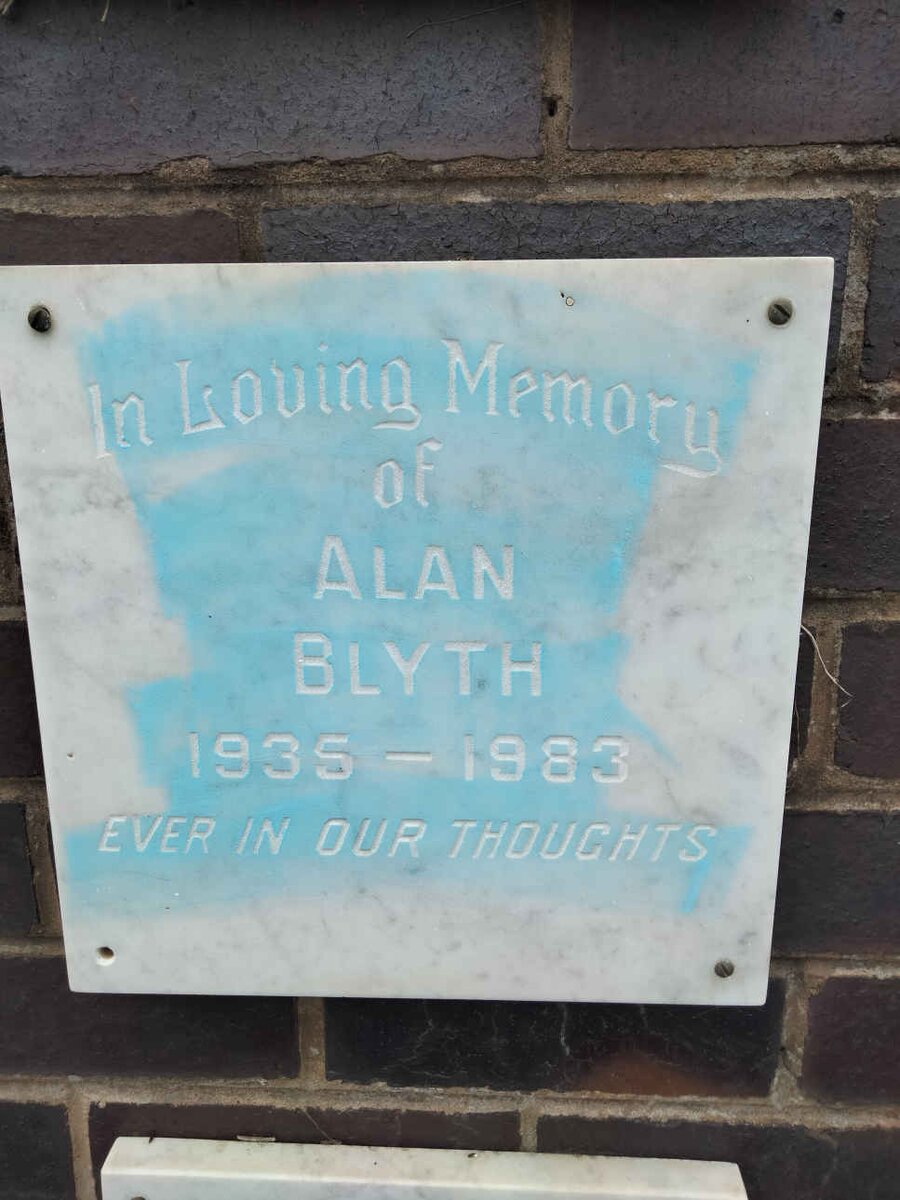 In Loving Memory
of
ALAN
BLYTH
1935 — 1983
EVER IN OUR THOUGHTS